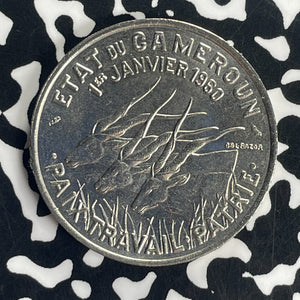 ETAT DU CAMEROUN
1ER JANVIER 1960
G.B.L.BAZOR
PAIX TRAVAIL PATRIE